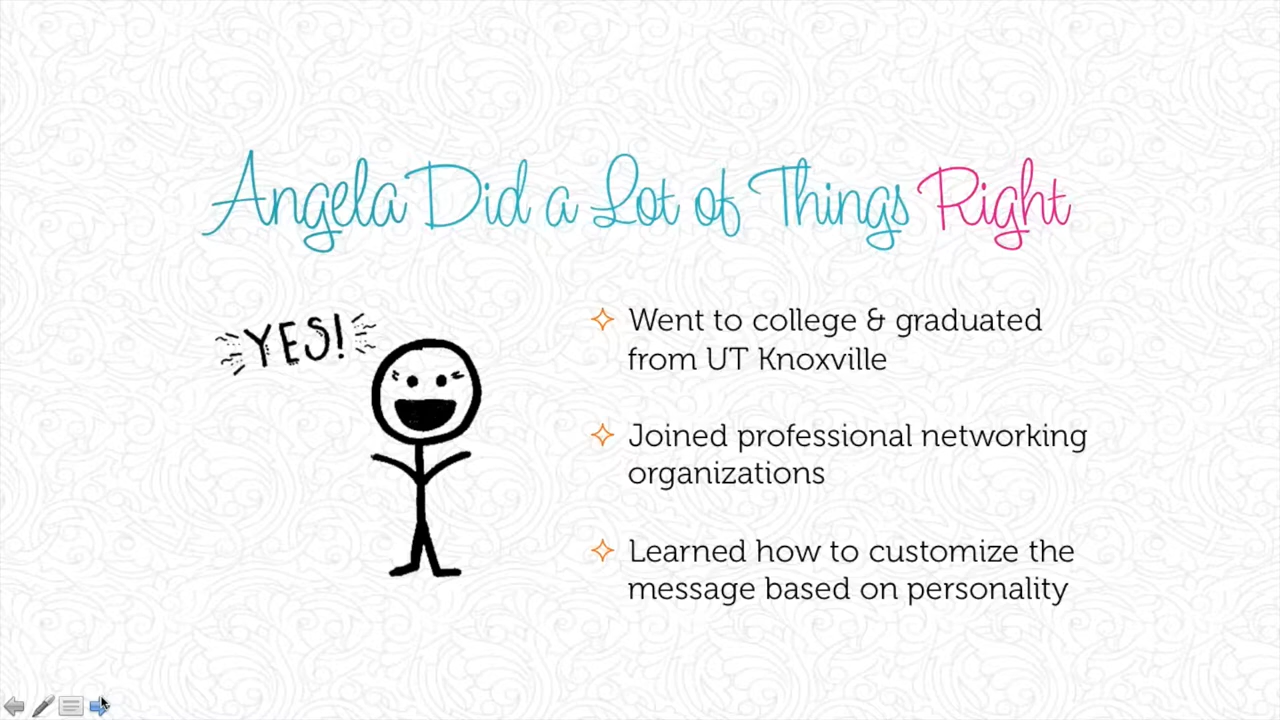 Angela Did a Lot of Things Right
YES!
Went to college & graduated
from UT Knoxville
Joined professional networking
organizations
Learned how to customize the
message based on personality